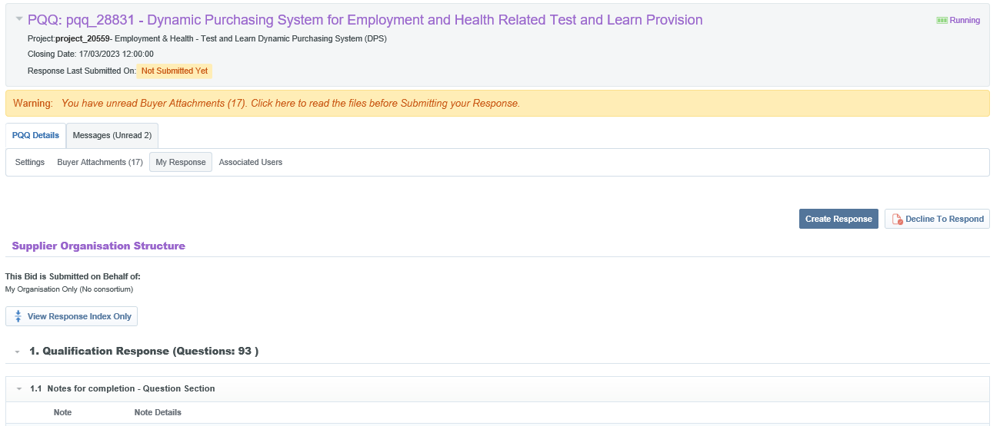 PQQ: pqq_28831 - Dynamic Purchasing System for Employment and Health Related Test and Learn Provision
Running
Project:project_20559- Employment & Health - Test and Learn Dynamic Purchasing System (DPS)
Closing Date: 17/03/2023 12:00:00
Response Last Submitted On: Not Submitted Yet
Warning: You have unread Buyer Attachments (17). Click here to read the files before Submitting your Response.
PQQ Details Messages (Unread 2)
Settings Buyer Attachments (17) My Response Associated Users
Create Response Decline To Respond
Supplier Organisation Structure
This Bid is Submitted on Behalf of:
My Organisation Only (No consortium)
View Response Index Only
1. Qualification Response (Questions: 93 )
1.1 Notes for completion - Question Section
Note Note Details